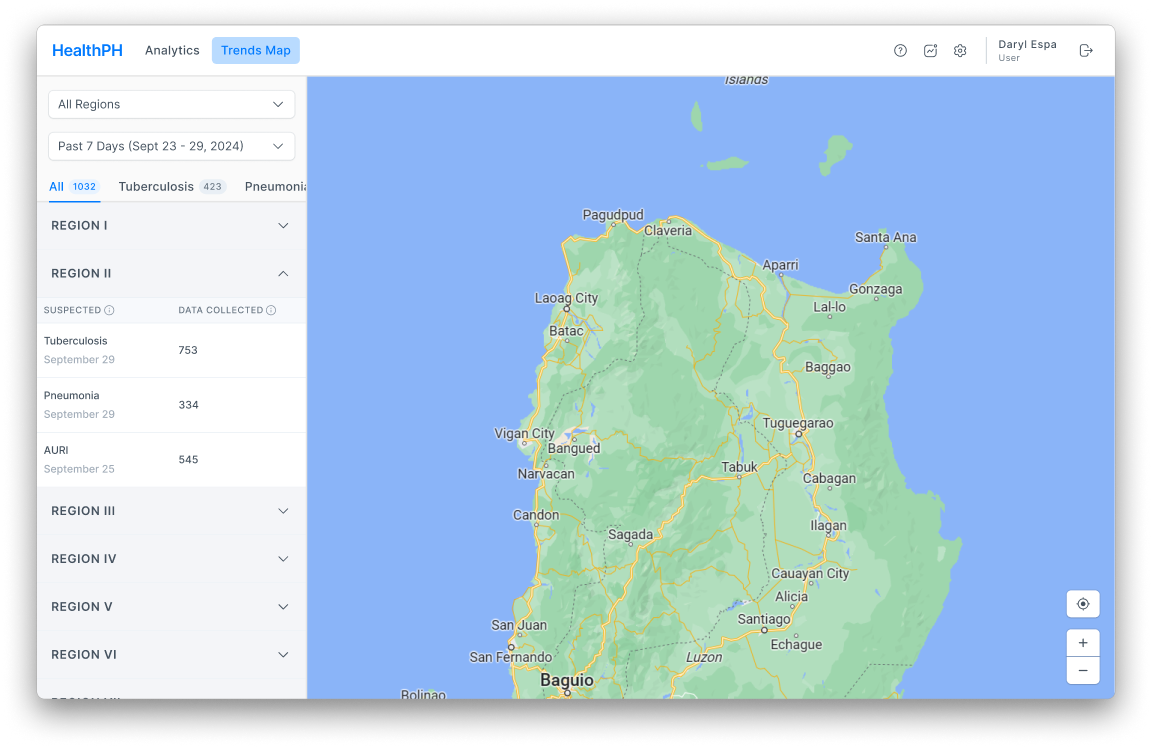 HealthPH
Analytics
Trends Map
Daryl Espa
User
All Regions
Past 7 Days (Sept 23 - 29, 2024)
All 1032
Tuberculosis 423
Pneumonia
REGION I
REGION II
SUSPECTED
DATA COLLECTED
Tuberculosis
September 29
753
Pneumonia
September 29
334
AURI
September 25
545
REGION III
REGION IV
REGION V
REGION VI
Islands
Pagudpud
Claveria
Santa Ana
Aparri
Gonzaga
Laoag City
Lal-lo
Batac
Baggao
Tuguegarao
Vigan City
Bangued
Tabuk
Narvacan
Cabagan
Candon
Ilagan
Sagada
Cauayan City
Alicia
Santiago
San Juan
Echague
San Fernando
Luzon
Baguio
Bolinao